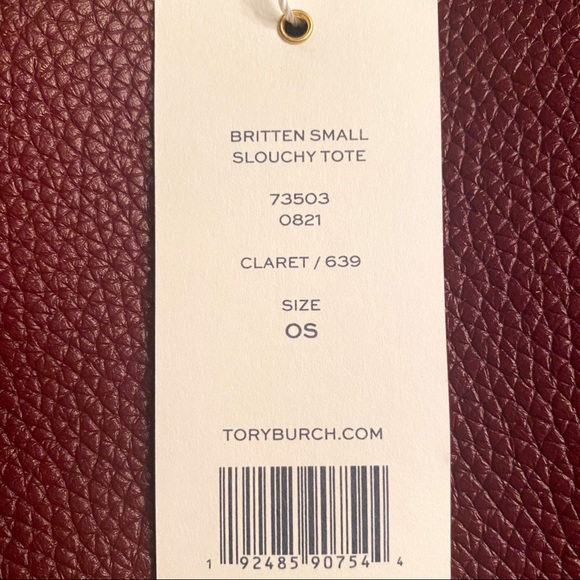 BRITTEN SMALL
SLOUCHY TOTE
73503
0821
CLARET / 639
SIZE
OS
TORYBURCH.COM
1 92485 90754 4